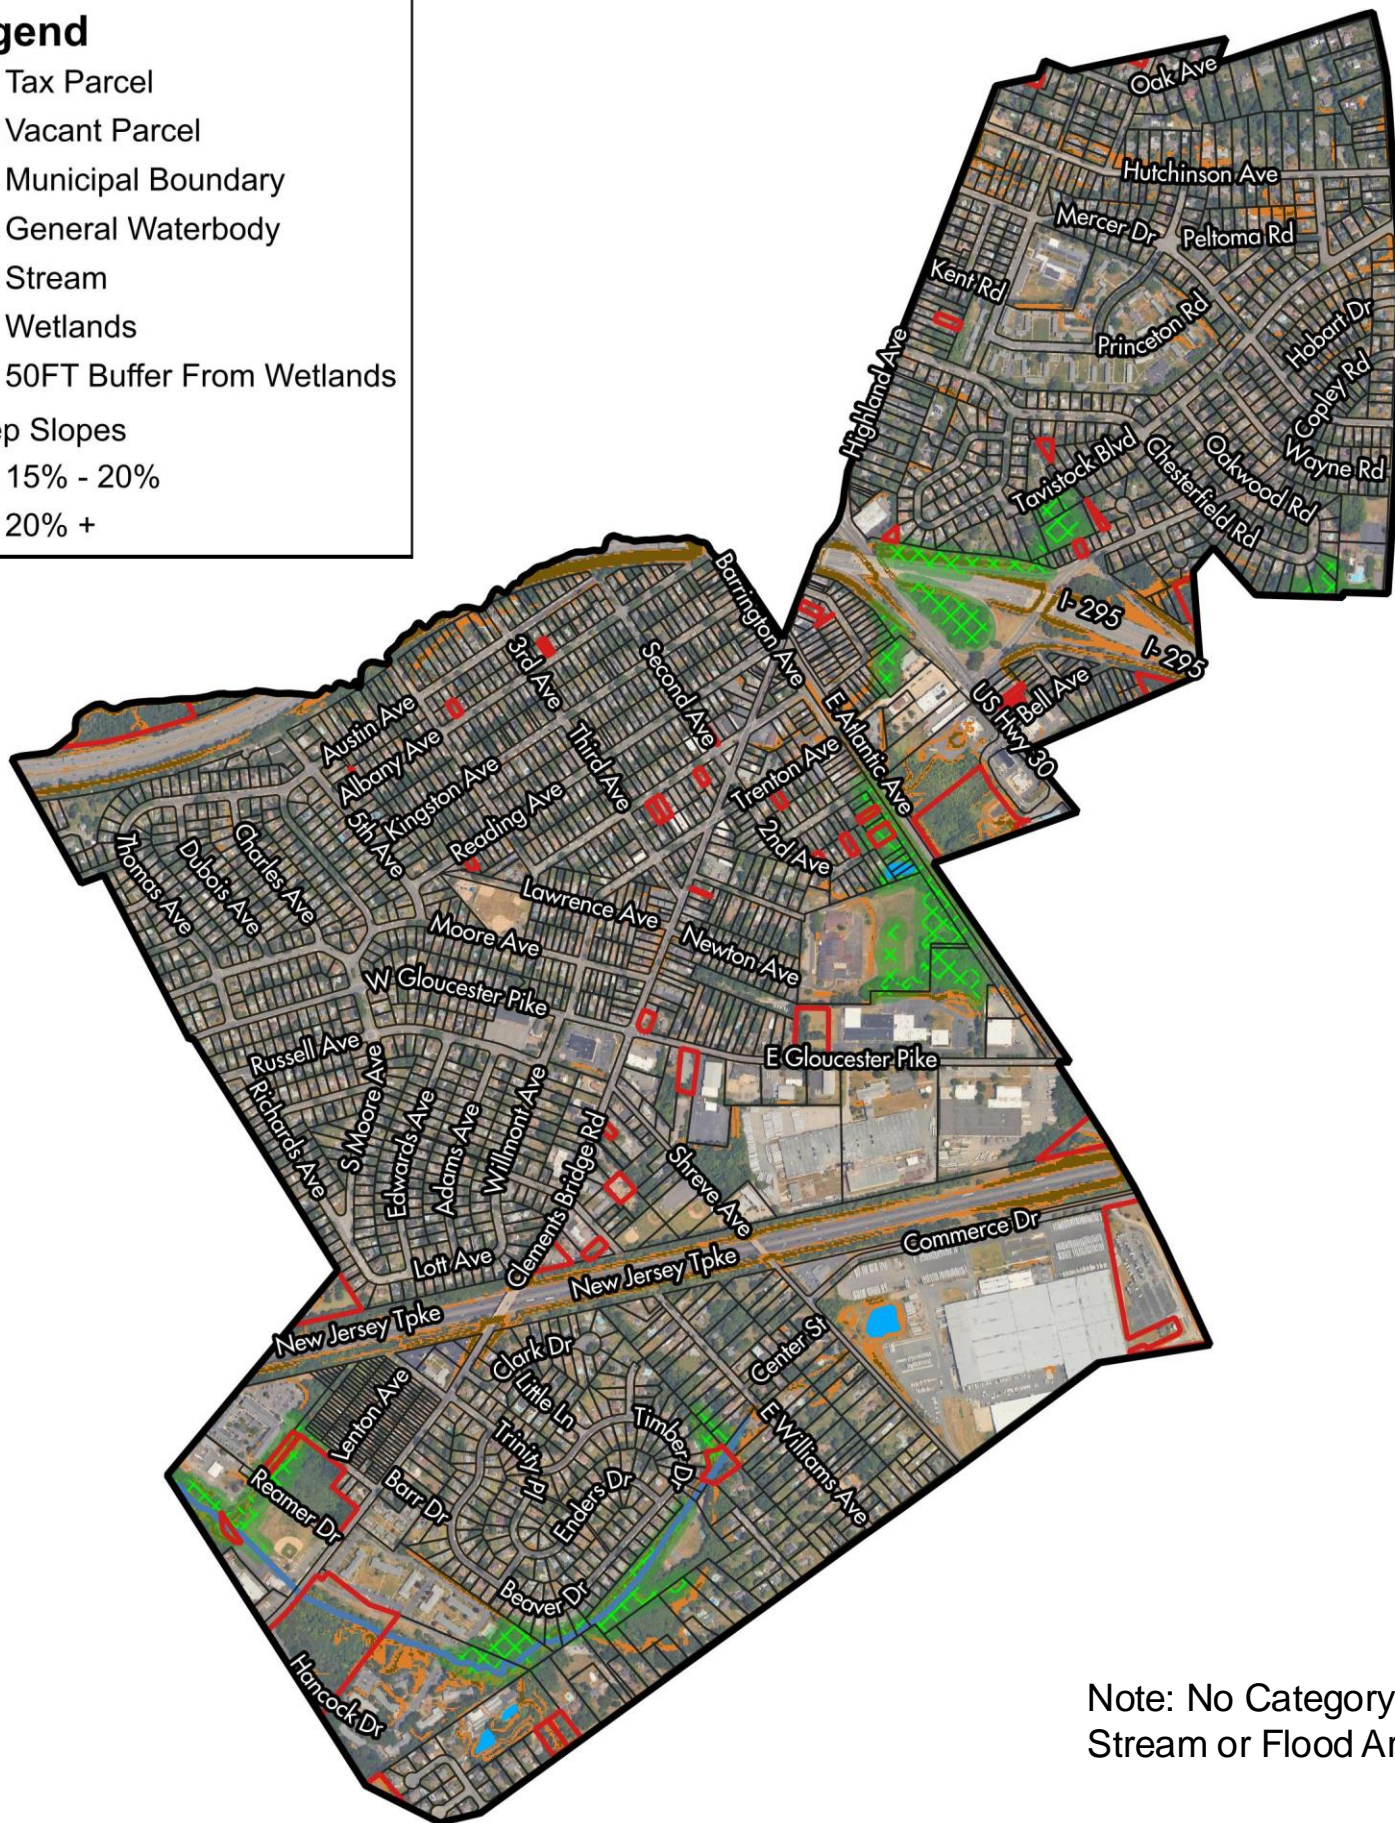 gend
Tax Parcel
Vacant Parcel
Municipal Boundary
General Waterbody
Stream
Wetlands
50FT Buffer From Wetlands
p Slopes
15% - 20%
20% +
Oak Ave
Hutchinson Ave
Mercer Dr
Peltoma Rd
Kent Rd
Princeton Rd
Hobart Dr
Highland Ave
Copley Rd
Wayne Rd
Tavistock Blvd
Chesterfield Rd
Oakwood Rd
Barrington Ave
I- 295
I- 295
3rd Ave
Second Ave
US Hwy 30
Bell Ave
Austin Ave
Albany Ave
Kingston Ave
Third Ave
E Atlantic Ave
Trenton Ave
5th Ave
Reading Ave
2nd Ave
Thomas Ave
Dubois Ave
Charles Ave
Lawrence Ave
Moore Ave
Newton Ave
W Gloucester Pike
E Gloucester Pike
Russell Ave
Richards Ave
S Moore Ave
Edwards Ave
Adams Ave
Willmont Ave
Clements Bridge Rd
Shreve Ave
Lott Ave
Commerce Dr
New Jersey Tpke
New Jersey Tpke
Clark Dr
Little Ln
Center St
Lenton Ave
Trinity Pl
Timber Dr
E Williams Ave
Reamer Dr
Barr Dr
Enders Dr
Beaver Dr
Hancock Dr
Note: No Category
Stream or Flood Ar